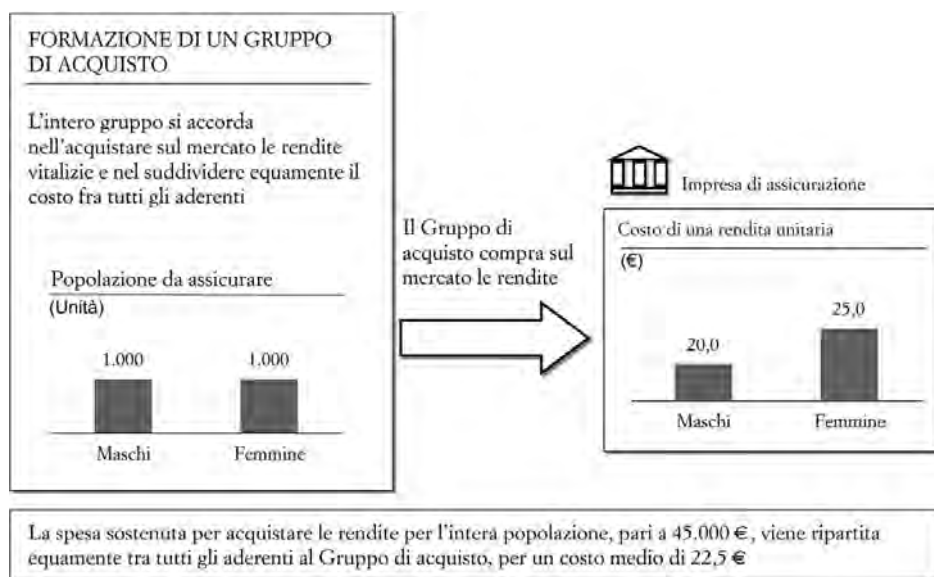 FORMAZIONE DI UN GRUPPO
DI ACQUISTO
L'intero gruppo si accorda
nell'acquistare sul mercato le rendite
vitalizie e nel suddividere equamente il
costo fra tutti gli aderenti
Popolazione da assicurare
(Unità)
1.000
1.000
Maschi
Femmine
Il Gruppo di
acquisto compra sul
mercato le rendite
Impresa di assicurazione
Costo di una rendita unitaria
(€)
20,0
25,0
Maschi
Femmine
La spesa sostenuta per acquistare le rendite per l'intera popolazione, pari a 45.000 €, viene ripartita
equamente tra tutti gli aderenti al Gruppo di acquisto, per un costo medio di 22,5 €